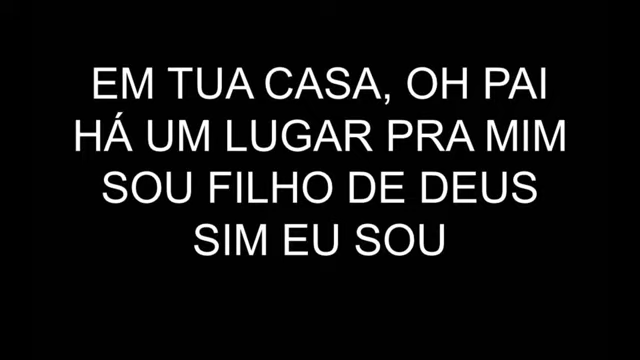 EM TUA CASA, OH PAI
HÁ UM LUGAR PRA MIM
SOU FILHO DE DEUS
SIM EU SOU